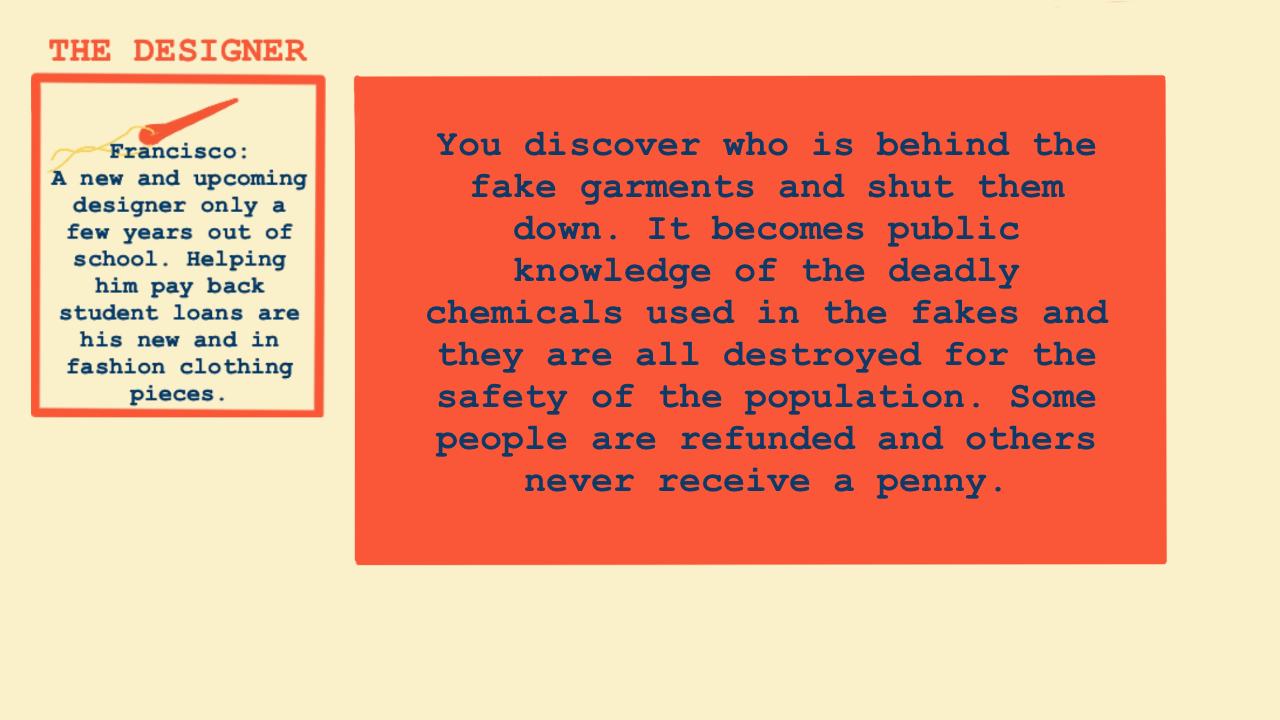 THE DESIGNER
Francisco:
A new and upcoming
designer only a
few years out of
school. Helping
him pay back
student loans are
his new and in
fashion clothing
pieces.
You discover who is behind the
fake garments and shut them
down. It becomes public
knowledge of the deadly
chemicals used in the fakes and
they are all destroyed for the
safety of the population. Some
people are refunded and others
never receive a penny.